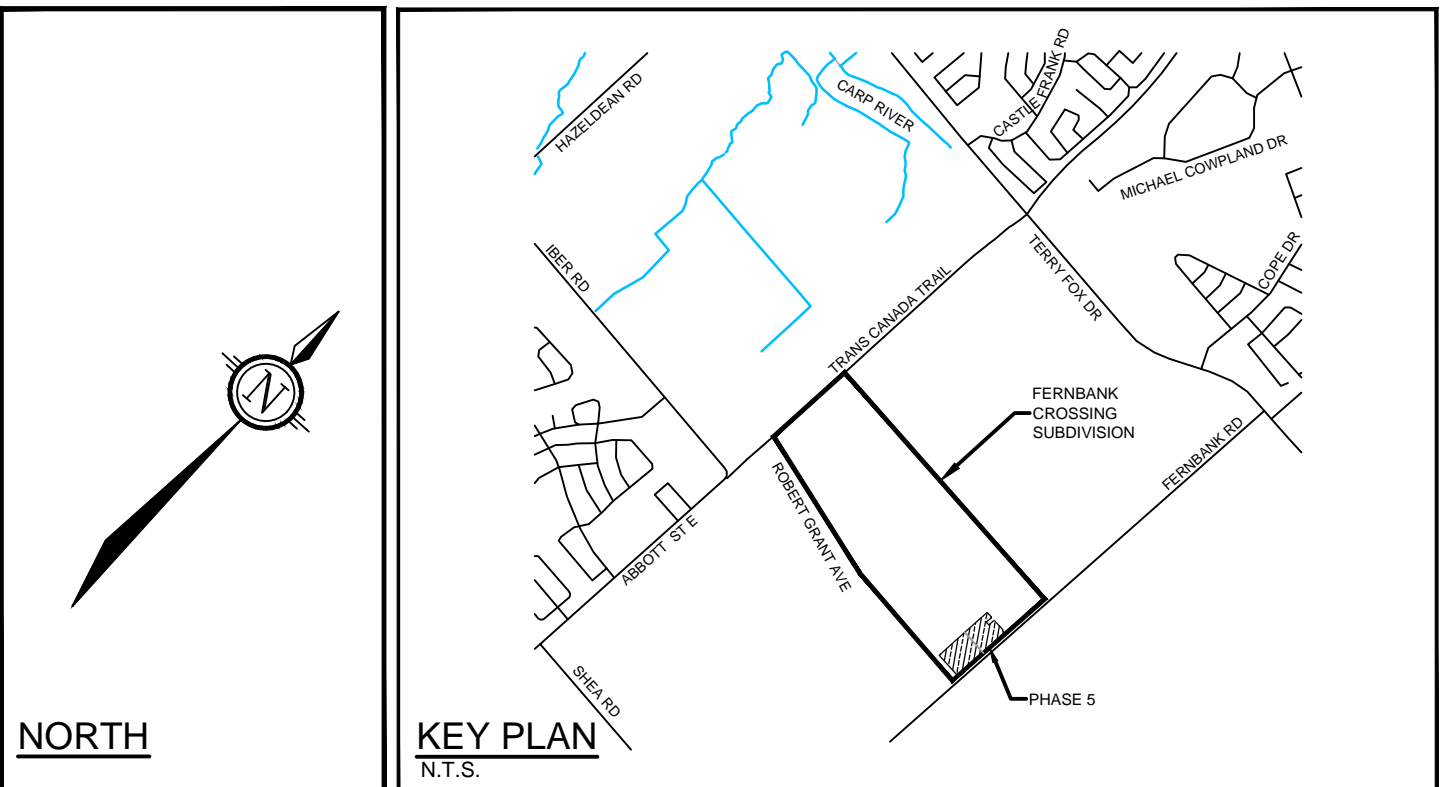 N
NORTH
HAZELDEAN RD
CARP RIVER
CASTLE FRANK RD
MICHAEL COWPLAND DR
IBER RD
TERRY FOX DR
COPE DR
TRANS CANADA TRAIL
FERNBANK
CROSSING
SUBDIVISION
FERNBANK RD
ROBERT GRANT AVE
ABBOTT ST E
SHEA RD
PHASE 5
KEY PLAN
N.T.S.